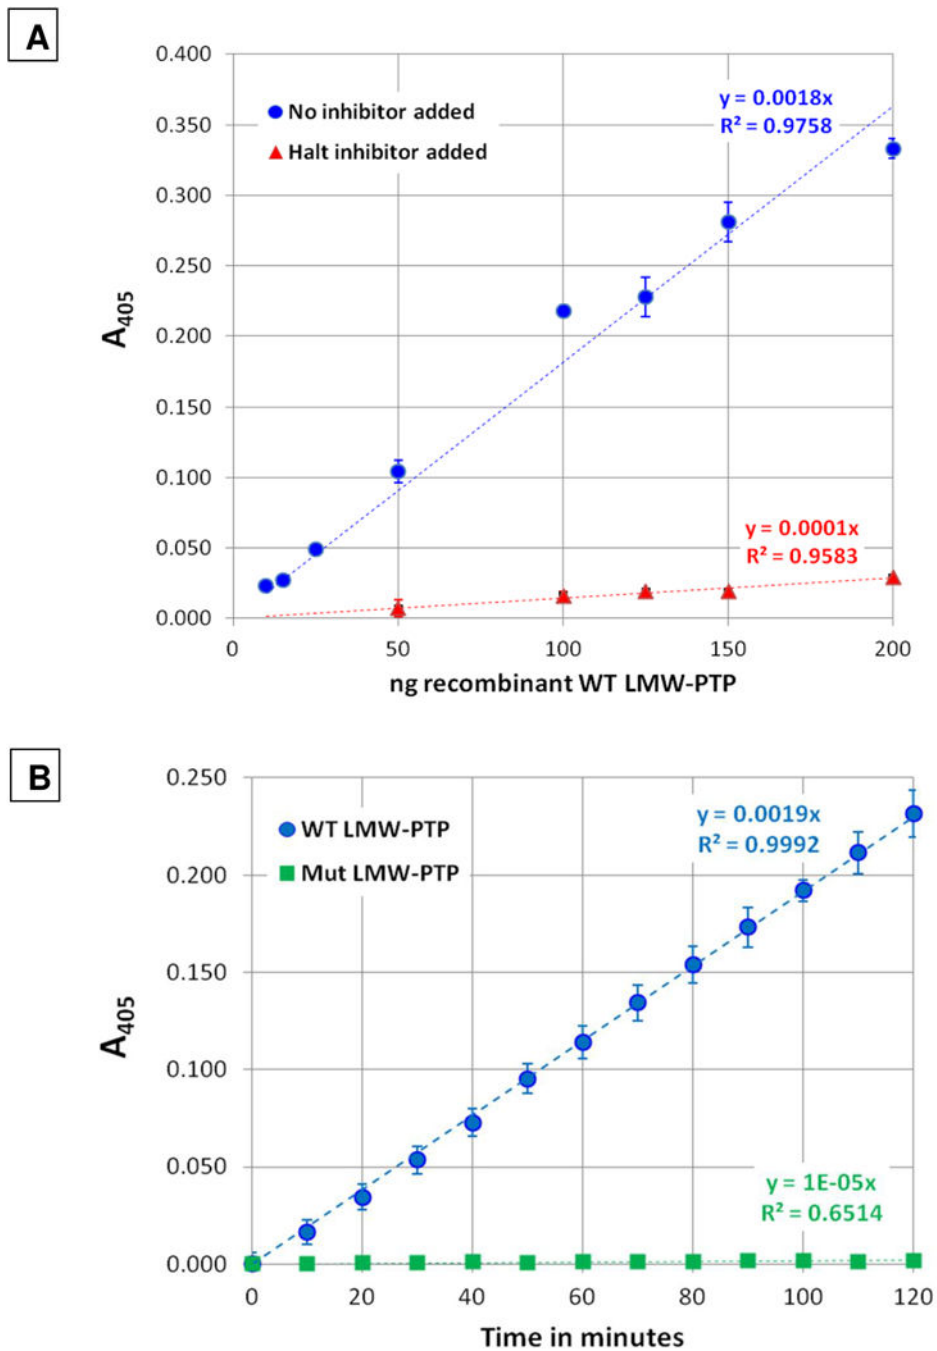 A
0.400
0.350
0.300
0.250
0.200
0.150
0.100
0.050
0.000
A405
No inhibitor added
Halt inhibitor added
y = 0.0018x
R² = 0.9758
y = 0.0001x
R² = 0.9583
0 50 100 150 200
ng recombinant WT LMW-PTP
B
0.250
0.200
0.150
0.100
0.050
0.000
A405
WT LMW-PTP
Mut LMW-PTP
y = 0.0019x
R² = 0.9992
y = 1E-05x
R² = 0.6514
0 20 40 60 80 100 120
Time in minutes